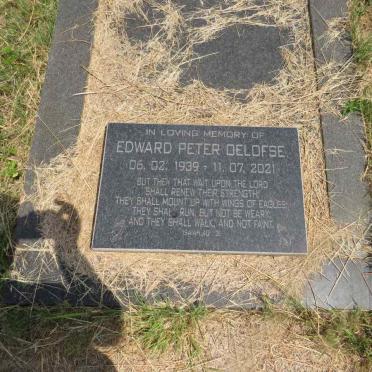 IN LOVING MEMORY OF
EDWARD PETER OELOFSE
06. 02. 1939 - 11. 07. 2021
BUT THEY THAT WAIT UPON THE LORD
SHALL RENEW THEIR STRENGTH;
THEY SHALL MOUNT UP WITH WINGS OF EAGLES;
THEY SHALL RUN, BUT NOT BE WEARY;
AND THEY SHALL WALK, AND NOT FAINT.
ISAIAH 40